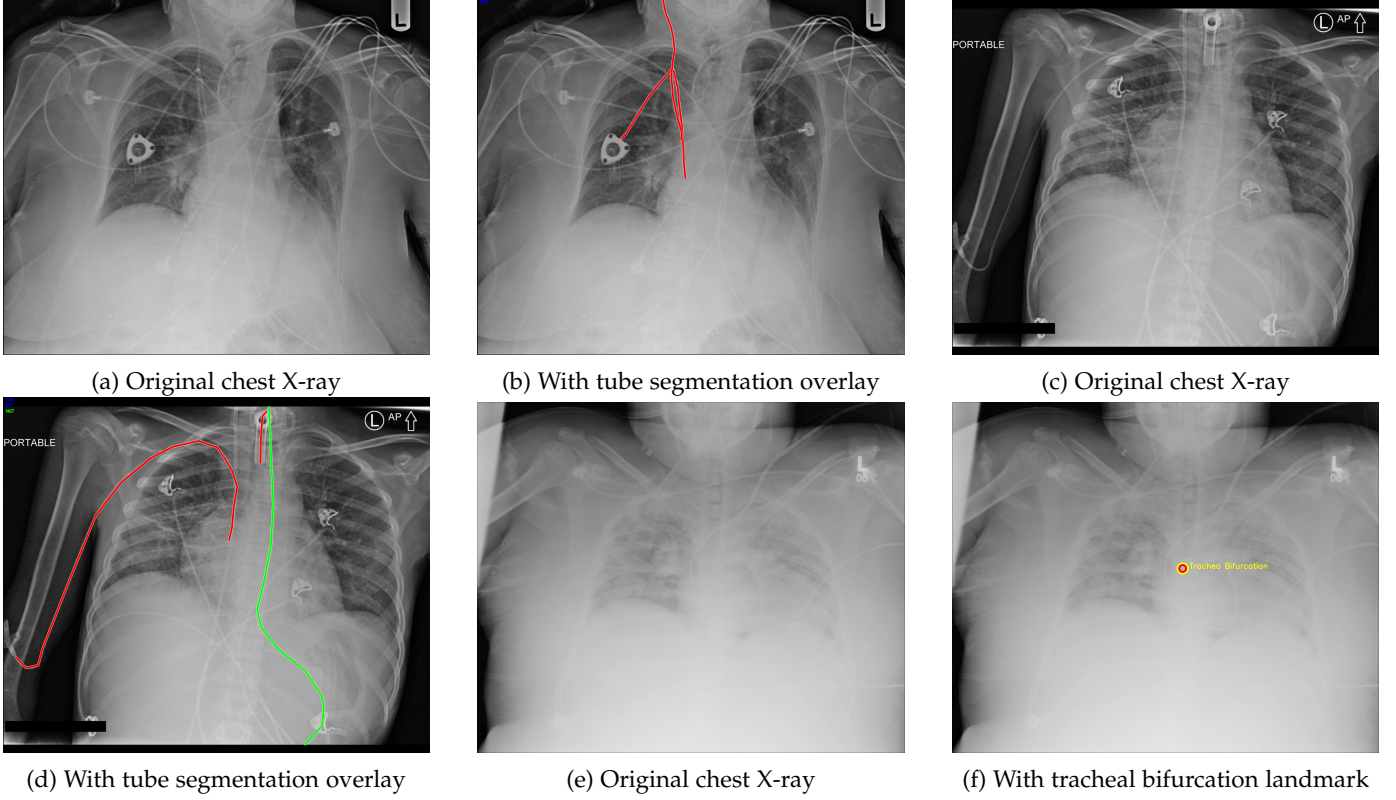 L
L
L AP
PORTABLE
(a) Original chest X-ray
(b) With tube segmentation overlay
(c) Original chest X-ray
NGT
L AP
PORTABLE
L
L
Trachea Bifurcation
(d) With tube segmentation overlay
(e) Original chest X-ray
(f) With tracheal bifurcation landmark